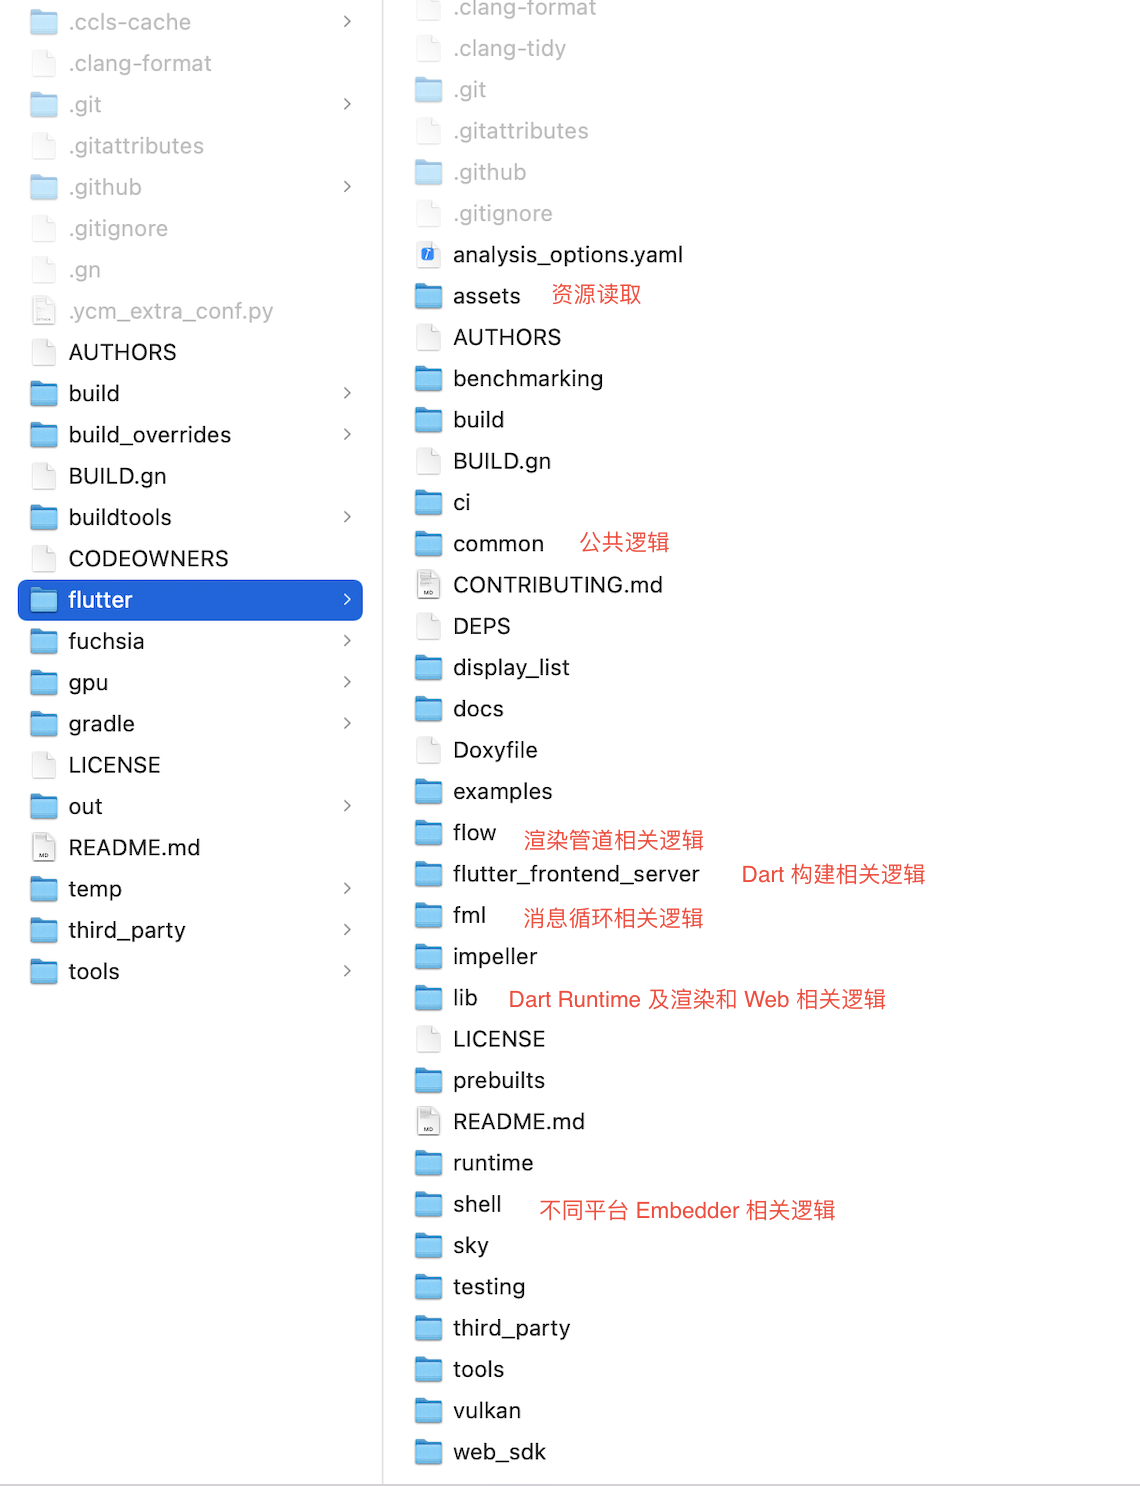 .ccls-cache
.clang-format
.git
.gitattributes
.github
.gitignore
.gn
.ycm_extra_conf.py
AUTHORS
build
build_overrides
BUILD.gn
buildtools
CODEOWNERS
flutter
fuchsia
gpu
gradle
LICENSE
out
README.md
temp
third_party
tools
.clang-format
.clang-tidy
.git
.gitattributes
.github
.gitignore
analysis_options.yaml
assets 资源读取
AUTHORS
benchmarking
build
BUILD.gn
ci
common 公共逻辑
CONTRIBUTING.md
DEPS
display_list
docs
Doxyfile
examples
flow 渲染管道相关逻辑
flutter_frontend_server Dart 构建相关逻辑
fml 消息循环相关逻辑
impeller
lib Dart Runtime 及渲染和 Web 相关逻辑
LICENSE
prebuilts
README.md
runtime
shell 不同平台 Embedder 相关逻辑
sky
testing
third_party
tools
vulkan
web_sdk